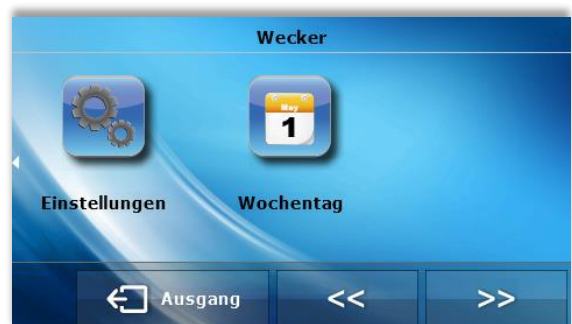 Wecker
May
1
Einstellungen
Wochentag
Ausgang
<<
>>